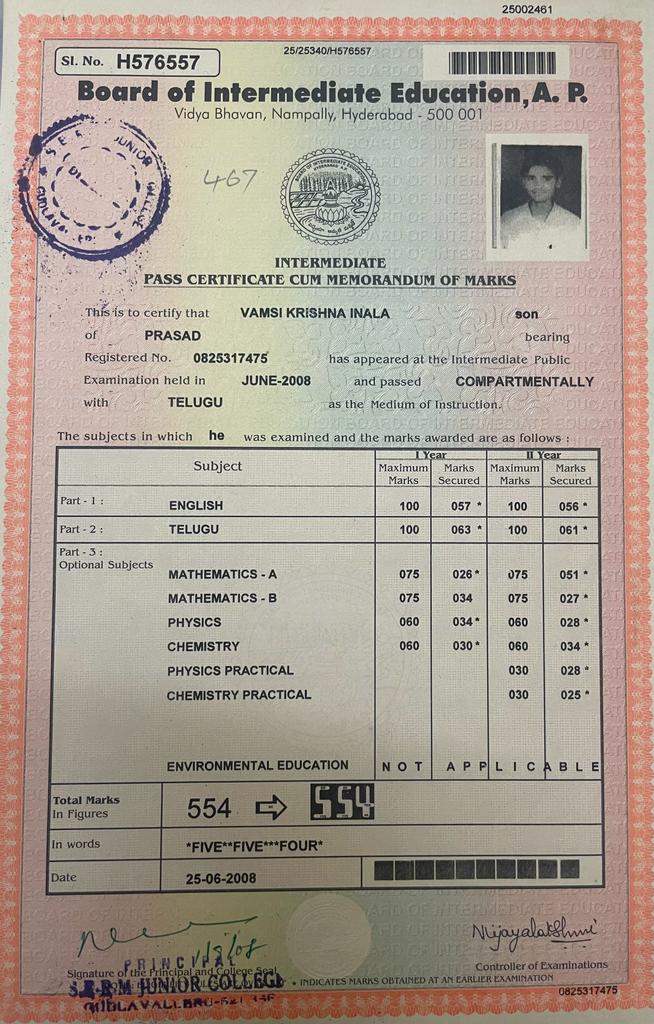 25002461
Sl. No. H576557
25/25340/H576557
Board of Intermediate Education, A. P.
Vidya Bhavan, Nampally, Hyderabad - 500 001
JUNIOR
467
INTERMEDIATE
PASS CERTIFICATE CUM MEMORANDUM OF MARKS
This is to certify that VAMSI KRISHNA INALA son
of PRASAD bearing
Registered No. 0825317475 has appeared at the Intermediate Public
Examination held in JUNE-2008 and passed COMPARTMENTALLY
with TELUGU as the Medium of Instruction.
The subjects in which he was examined and the marks awarded are as follows :
Subject I Year II Year
Maximum Marks Marks Secured Maximum Marks Marks Secured
Part - 1 : ENGLISH 100 057 * 100 056 *
Part - 2 : TELUGU 100 063 * 100 061 *
Part - 3 :
Optional Subjects
MATHEMATICS - A 075 026 * 075 051 *
MATHEMATICS - B 075 034 075 027 *
PHYSICS 060 034 * 060 028 *
CHEMISTRY 060 030 * 060 034 *
PHYSICS PRACTICAL 030 028 *
CHEMISTRY PRACTICAL 030 025 *
ENVIRONMENTAL EDUCATION NOT APPLICABLE
Total Marks
In Figures 554 554
In words *FIVE**FIVE***FOUR*
Date 25-06-2008
Vijayalakshmi
PRINCIPAL
Signature of the Principal and College Seal
Controller of Examinations
JUNIOR COLLEGE
* INDICATES MARKS OBTAINED AT AN EARLIER EXAMINATION
0825317475